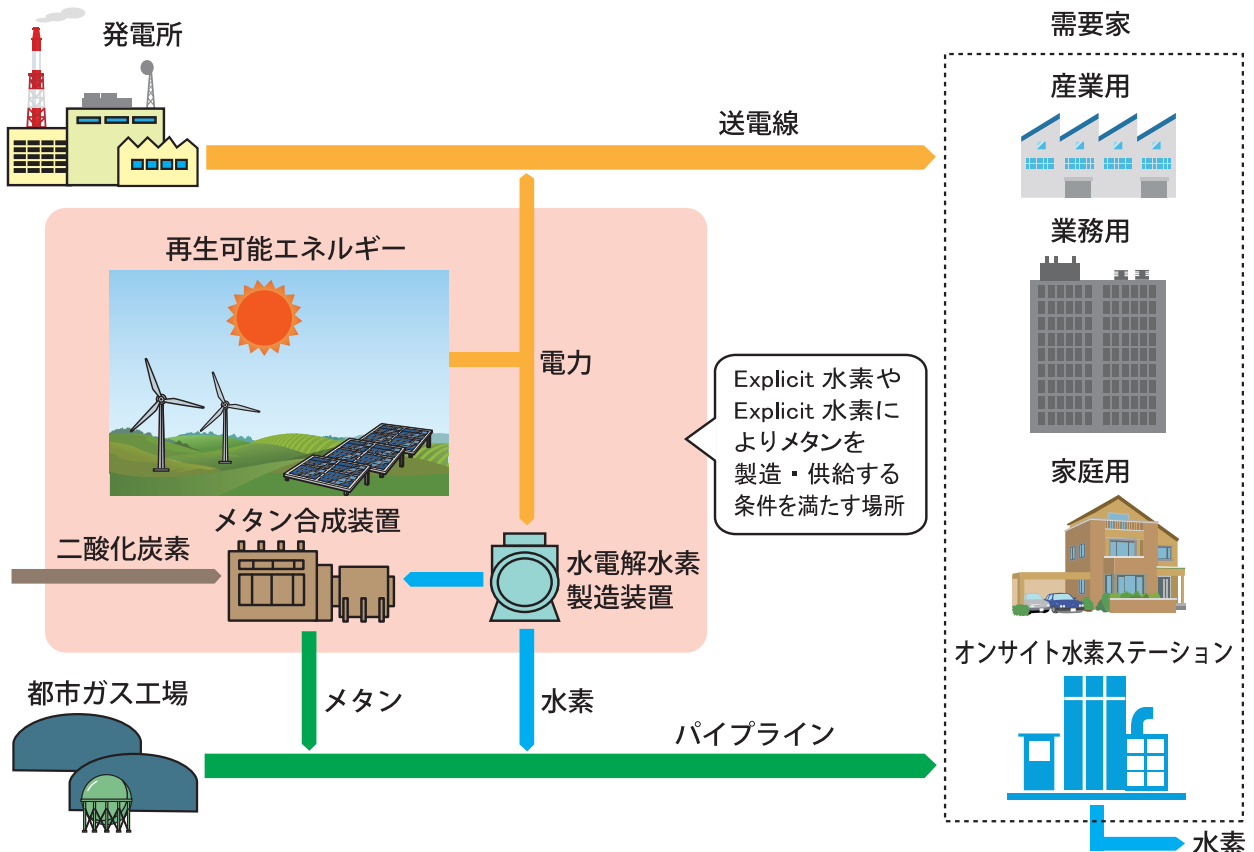 発電所
送電線
需要家
産業用
業務用
家庭用
オンサイト水素ステーション
水素
再生可能エネルギー
電力
Explicit 水素や
Explicit 水素に
よりメタンを
製造・供給する
条件を満たす場所
二酸化炭素
メタン合成装置
水電解水素
製造装置
都市ガス工場
メタン
水素
パイプライン